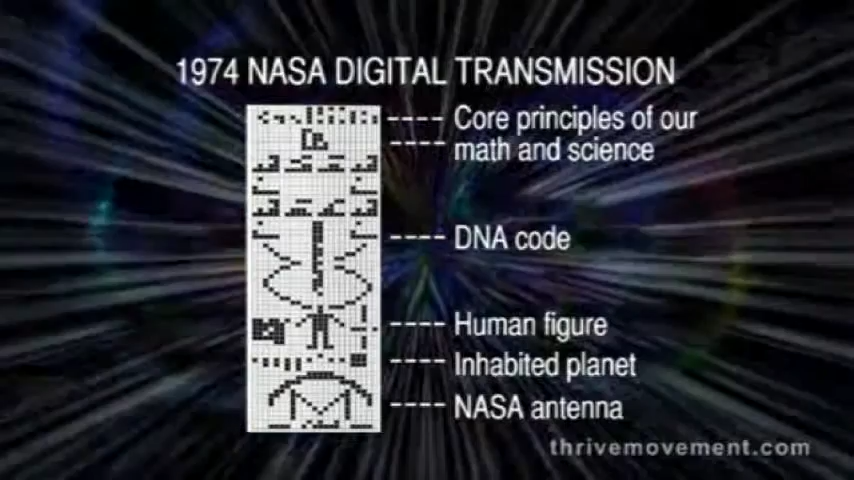 1974 NASA DIGITAL TRANSMISSION
Core principles of our
math and science
DNA code
Human figure
Inhabited planet
NASA antenna
thrivemovement.com